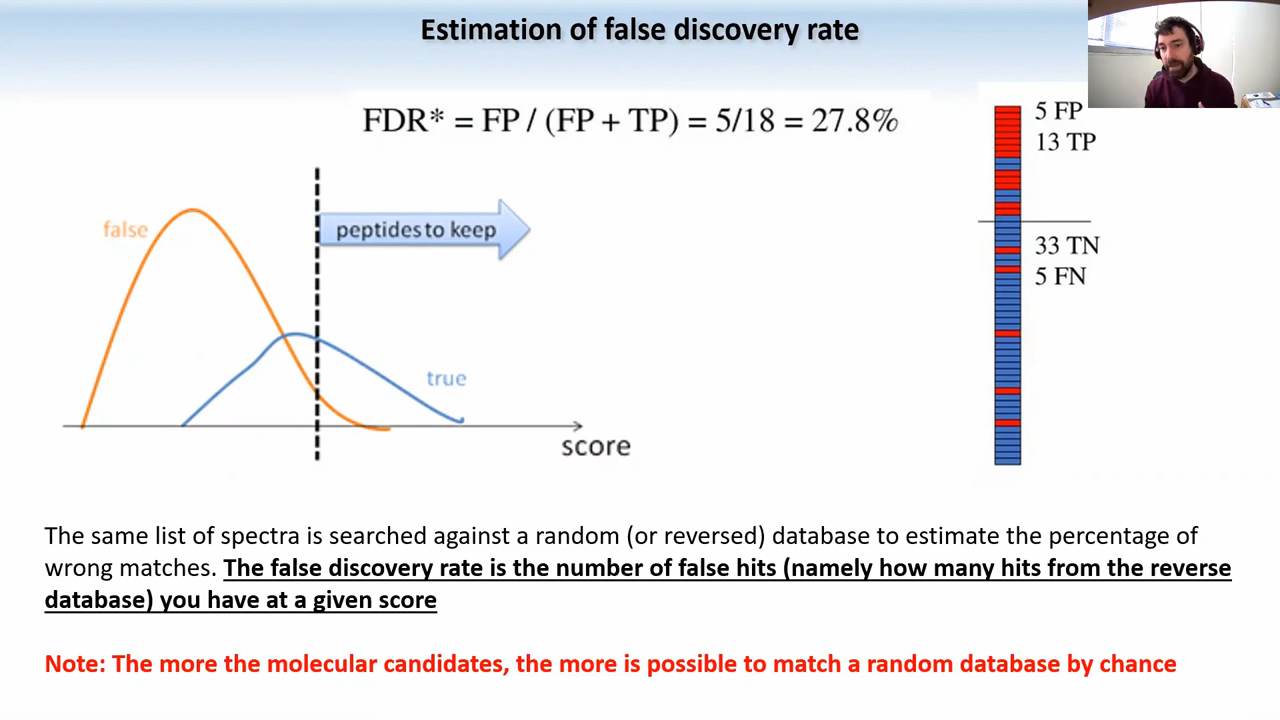 Estimation of false discovery rate
FDR* = FP / (FP + TP) = 5/18 = 27.8%
5 FP
13 TP
false
peptides to keep
33 TN
5 FN
true
score
The same list of spectra is searched against a random (or reversed) database to estimate the percentage of
wrong matches. The false discovery rate is the number of false hits (namely how many hits from the reverse
database) you have at a given score
Note: The more the molecular candidates, the more is possible to match a random database by chance